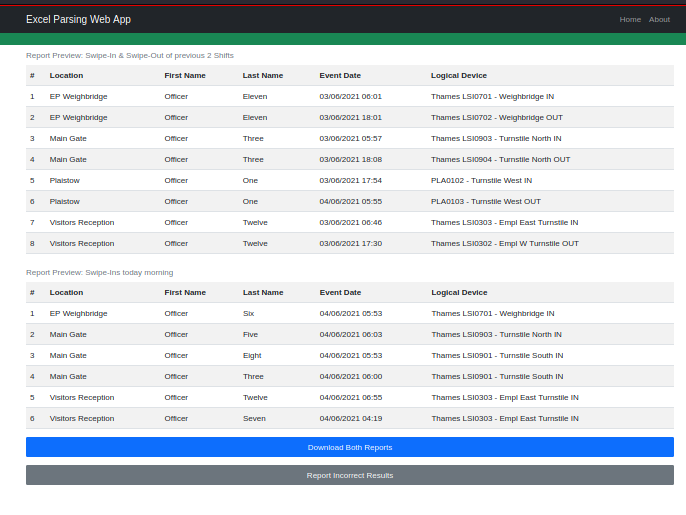 Excel Parsing Web App Home About
Report Preview: Swipe-In & Swipe-Out of previous 2 Shifts
# Location First Name Last Name Event Date Logical Device
1 EP Weighbridge Officer Eleven 03/06/2021 06:01 Thames LSI0701 - Weighbridge IN
2 EP Weighbridge Officer Eleven 03/06/2021 18:01 Thames LSI0702 - Weighbridge OUT
3 Main Gate Officer Three 03/06/2021 05:57 Thames LSI0903 - Turnstile North IN
4 Main Gate Officer Three 03/06/2021 18:08 Thames LSI0904 - Turnstile North OUT
5 Plaistow Officer One 03/06/2021 17:54 PLA0102 - Turnstile West IN
6 Plaistow Officer One 04/06/2021 05:55 PLA0103 - Turnstile West OUT
7 Visitors Reception Officer Twelve 03/06/2021 06:46 Thames LSI0303 - Empl East Turnstile IN
8 Visitors Reception Officer Twelve 03/06/2021 17:30 Thames LSI0302 - Empl W Turnstile OUT
Report Preview: Swipe-Ins today morning
# Location First Name Last Name Event Date Logical Device
1 EP Weighbridge Officer Six 04/06/2021 05:53 Thames LSI0701 - Weighbridge IN
2 Main Gate Officer Five 04/06/2021 06:03 Thames LSI0903 - Turnstile North IN
3 Main Gate Officer Eight 04/06/2021 05:53 Thames LSI0901 - Turnstile South IN
4 Main Gate Officer Three 04/06/2021 06:00 Thames LSI0901 - Turnstile South IN
5 Visitors Reception Officer Twelve 04/06/2021 06:55 Thames LSI0303 - Empl East Turnstile IN
6 Visitors Reception Officer Seven 04/06/2021 04:19 Thames LSI0303 - Empl East Turnstile IN
Download Both Reports
Report Incorrect Results